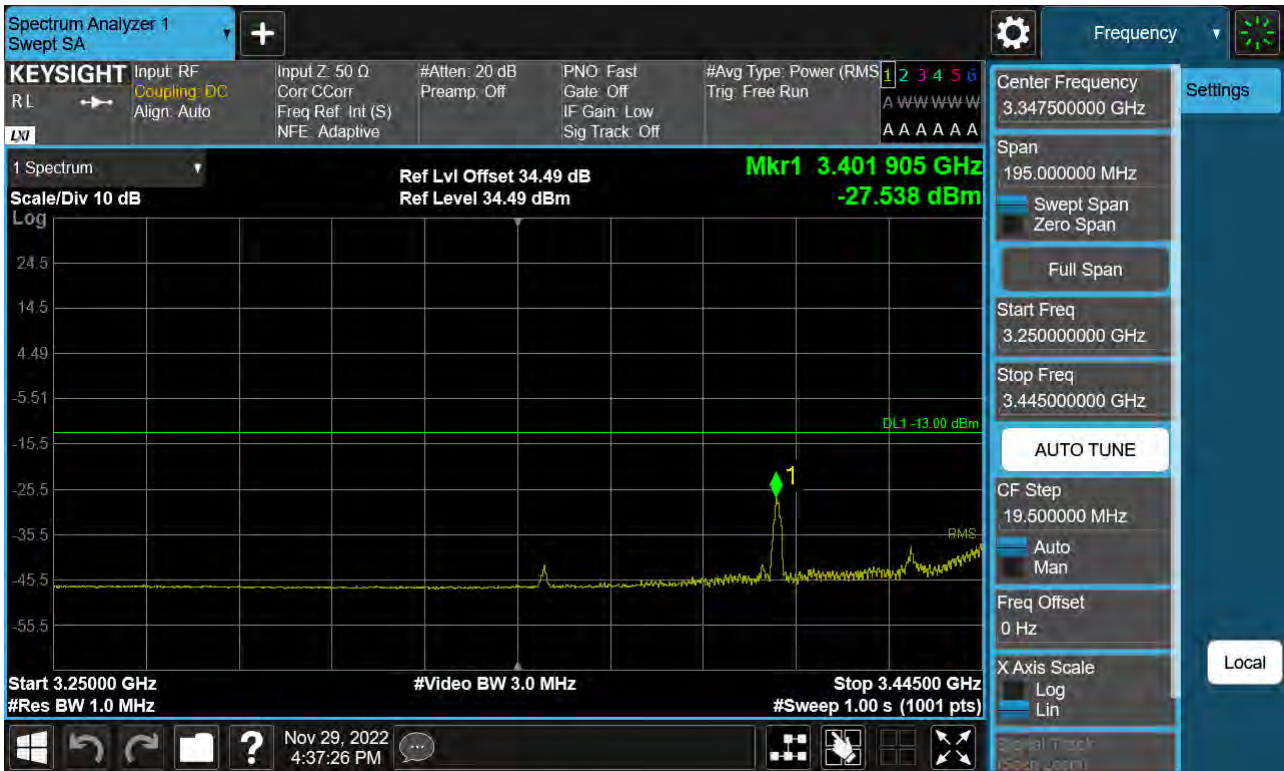 Spectrum Analyzer 1
Swept SA
Frequency
KEYSIGHT
RL
LXI
Input: RF
Coupling: DC
Align: Auto
Input Z: 50 Ω
Corr CCorr
Freq Ref: Int (S)
NFE: Adaptive
#Atten: 20 dB
Preamp: Off
PNO: Fast
Gate: Off
IF Gain: Low
Sig Track: Off
#Avg Type: Power (RMS
Trig: Free Run
1 2 3 4 5 6
A W W W W W
A A A A A A
1 Spectrum
Scale/Div 10 dB
Log
Ref Lvl Offset 34.49 dB
Ref Level 34.49 dBm
Mkr1 3.401 905 GHz
-27.538 dBm
24.5
14.5
4.49
-5.51
DL1 -13.00 dBm
-15.5
1
-25.5
-35.5
RMS
-45.5
-55.5
Start 3.25000 GHz
#Res BW 1.0 MHz
#Video BW 3.0 MHz
Stop 3.44500 GHz
#Sweep 1.00 s (1001 pts)
Center Frequency
3.347500000 GHz
Settings
Span
195.000000 MHz
Swept Span
Zero Span
Full Span
Start Freq
3.250000000 GHz
Stop Freq
3.445000000 GHz
AUTO TUNE
CF Step
19.500000 MHz
Auto
Man
Freq Offset
0 Hz
X Axis Scale
Log
Lin
Signal Track
(Span Zoom)
Local
?
Nov 29, 2022
4:37:26 PM